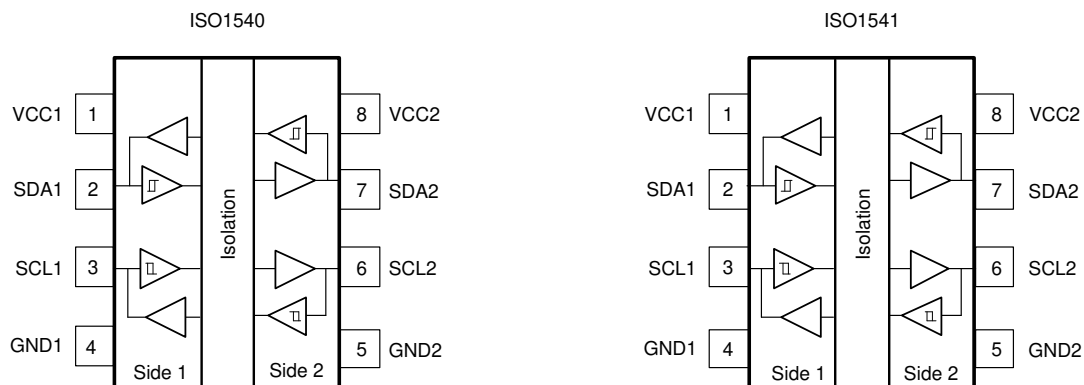 ISO1540
VCC1 1
8 VCC2
SDA1 2
7 SDA2
SCL1 3
6 SCL2
GND1 4
5 GND2
Isolation
Side 1
Side 2
ISO1541
VCC1 1
8 VCC2
SDA1 2
7 SDA2
SCL1 3
6 SCL2
GND1 4
5 GND2
Isolation
Side 1
Side 2